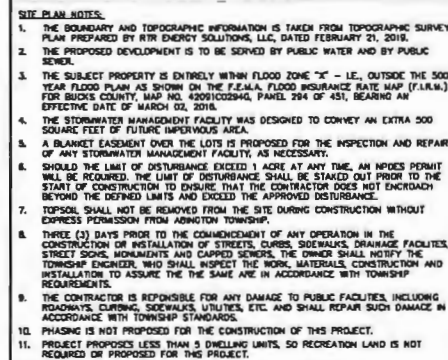 SITE PLAN NOTES:
1. THE BOUNDARY AND TOPOGRAPHIC INFORMATION IS TAKEN FROM TOPOGRAPHIC SURVEY
PLAN PREPARED BY RTR ENERGY SOLUTIONS, LLC, DATED FEBRUARY 21, 2019.
2. THE PROPOSED DEVELOPMENT IS TO BE SERVED BY PUBLIC WATER AND BY PUBLIC
SEWER.
3. THE SUBJECT PROPERTY IS ENTIRELY WITHIN FLOOD ZONE "X" - I.E., OUTSIDE THE 500
YEAR FLOOD PLAIN AS SHOWN ON THE F.E.M.A. FLOOD INSURANCE RATE MAP (F.I.R.M.)
FOR BUCKS COUNTY, MAP NO. 42091C0294G, PANEL 294 OF 451, BEARING AN
EFFECTIVE DATE OF MARCH 02, 2016.
4. THE STORMWATER MANAGEMENT FACILITY WAS DESIGNED TO CONVEY AN EXTRA 500
SQUARE FEET OF FUTURE IMPERVIOUS AREA.
5. A BLANKET EASEMENT OVER THE LOTS IS PROPOSED FOR THE INSPECTION AND REPAIR
OF ANY STORMWATER MANAGEMENT FACILITY, AS NECESSARY.
6. SHOULD THE LIMIT OF DISTURBANCE EXCEED 1 ACRE AT ANY TIME, AN NPDES PERMIT
WILL BE REQUIRED. THE LIMIT OF DISTURBANCE SHALL BE STAKED OUT PRIOR TO THE
START OF CONSTRUCTION TO ENSURE THAT THE CONTRACTOR DOES NOT ENCROACH
BEYOND THE DEFINED LIMITS AND EXCEED THE APPROVED DISTURBANCE.
7. TOPSOIL SHALL NOT BE REMOVED FROM THE SITE DURING CONSTRUCTION WITHOUT
EXPRESS PERMISSION FROM ABINGTON TOWNSHIP.
8. THREE (3) DAYS PRIOR TO THE COMMENCEMENT OF ANY OPERATION IN THE
CONSTRUCTION OR INSTALLATION OF STREETS, CURBS, SIDEWALKS, DRAINAGE FACILITIES,
STREET SIGNS, MONUMENTS AND CAPPED SEWERS, THE OWNER SHALL NOTIFY THE
TOWNSHIP ENGINEER, WHO SHALL INSPECT THE WORK, MATERIALS, CONSTRUCTION AND
INSTALLATION TO ASSURE THE THE SAME ARE IN ACCORDANCE WITH TOWNSHIP
REQUIREMENTS.
9. THE CONTRACTOR IS REPONSIBLE FOR ANY DAMAGE TO PUBLIC FACILITES, INCLUDING
ROADWAYS, CURBING, SIDEWALKS, UTILITES, ETC. AND SHALL REPAIR SUCH DAMAGE IN
ACCORDANCE WITH TOWNSHIP STANDARDS.
10. PHASING IS NOT PROPOSED FOR THE CONSTRUCTION OF THIS PROJECT.
11. PROJECT PROPOSES LESS THAN 5 DWELLING UNITS, SO RECREATION LAND IS NOT
REQUIRED OR PROPOSED FOR THIS PROJECT.